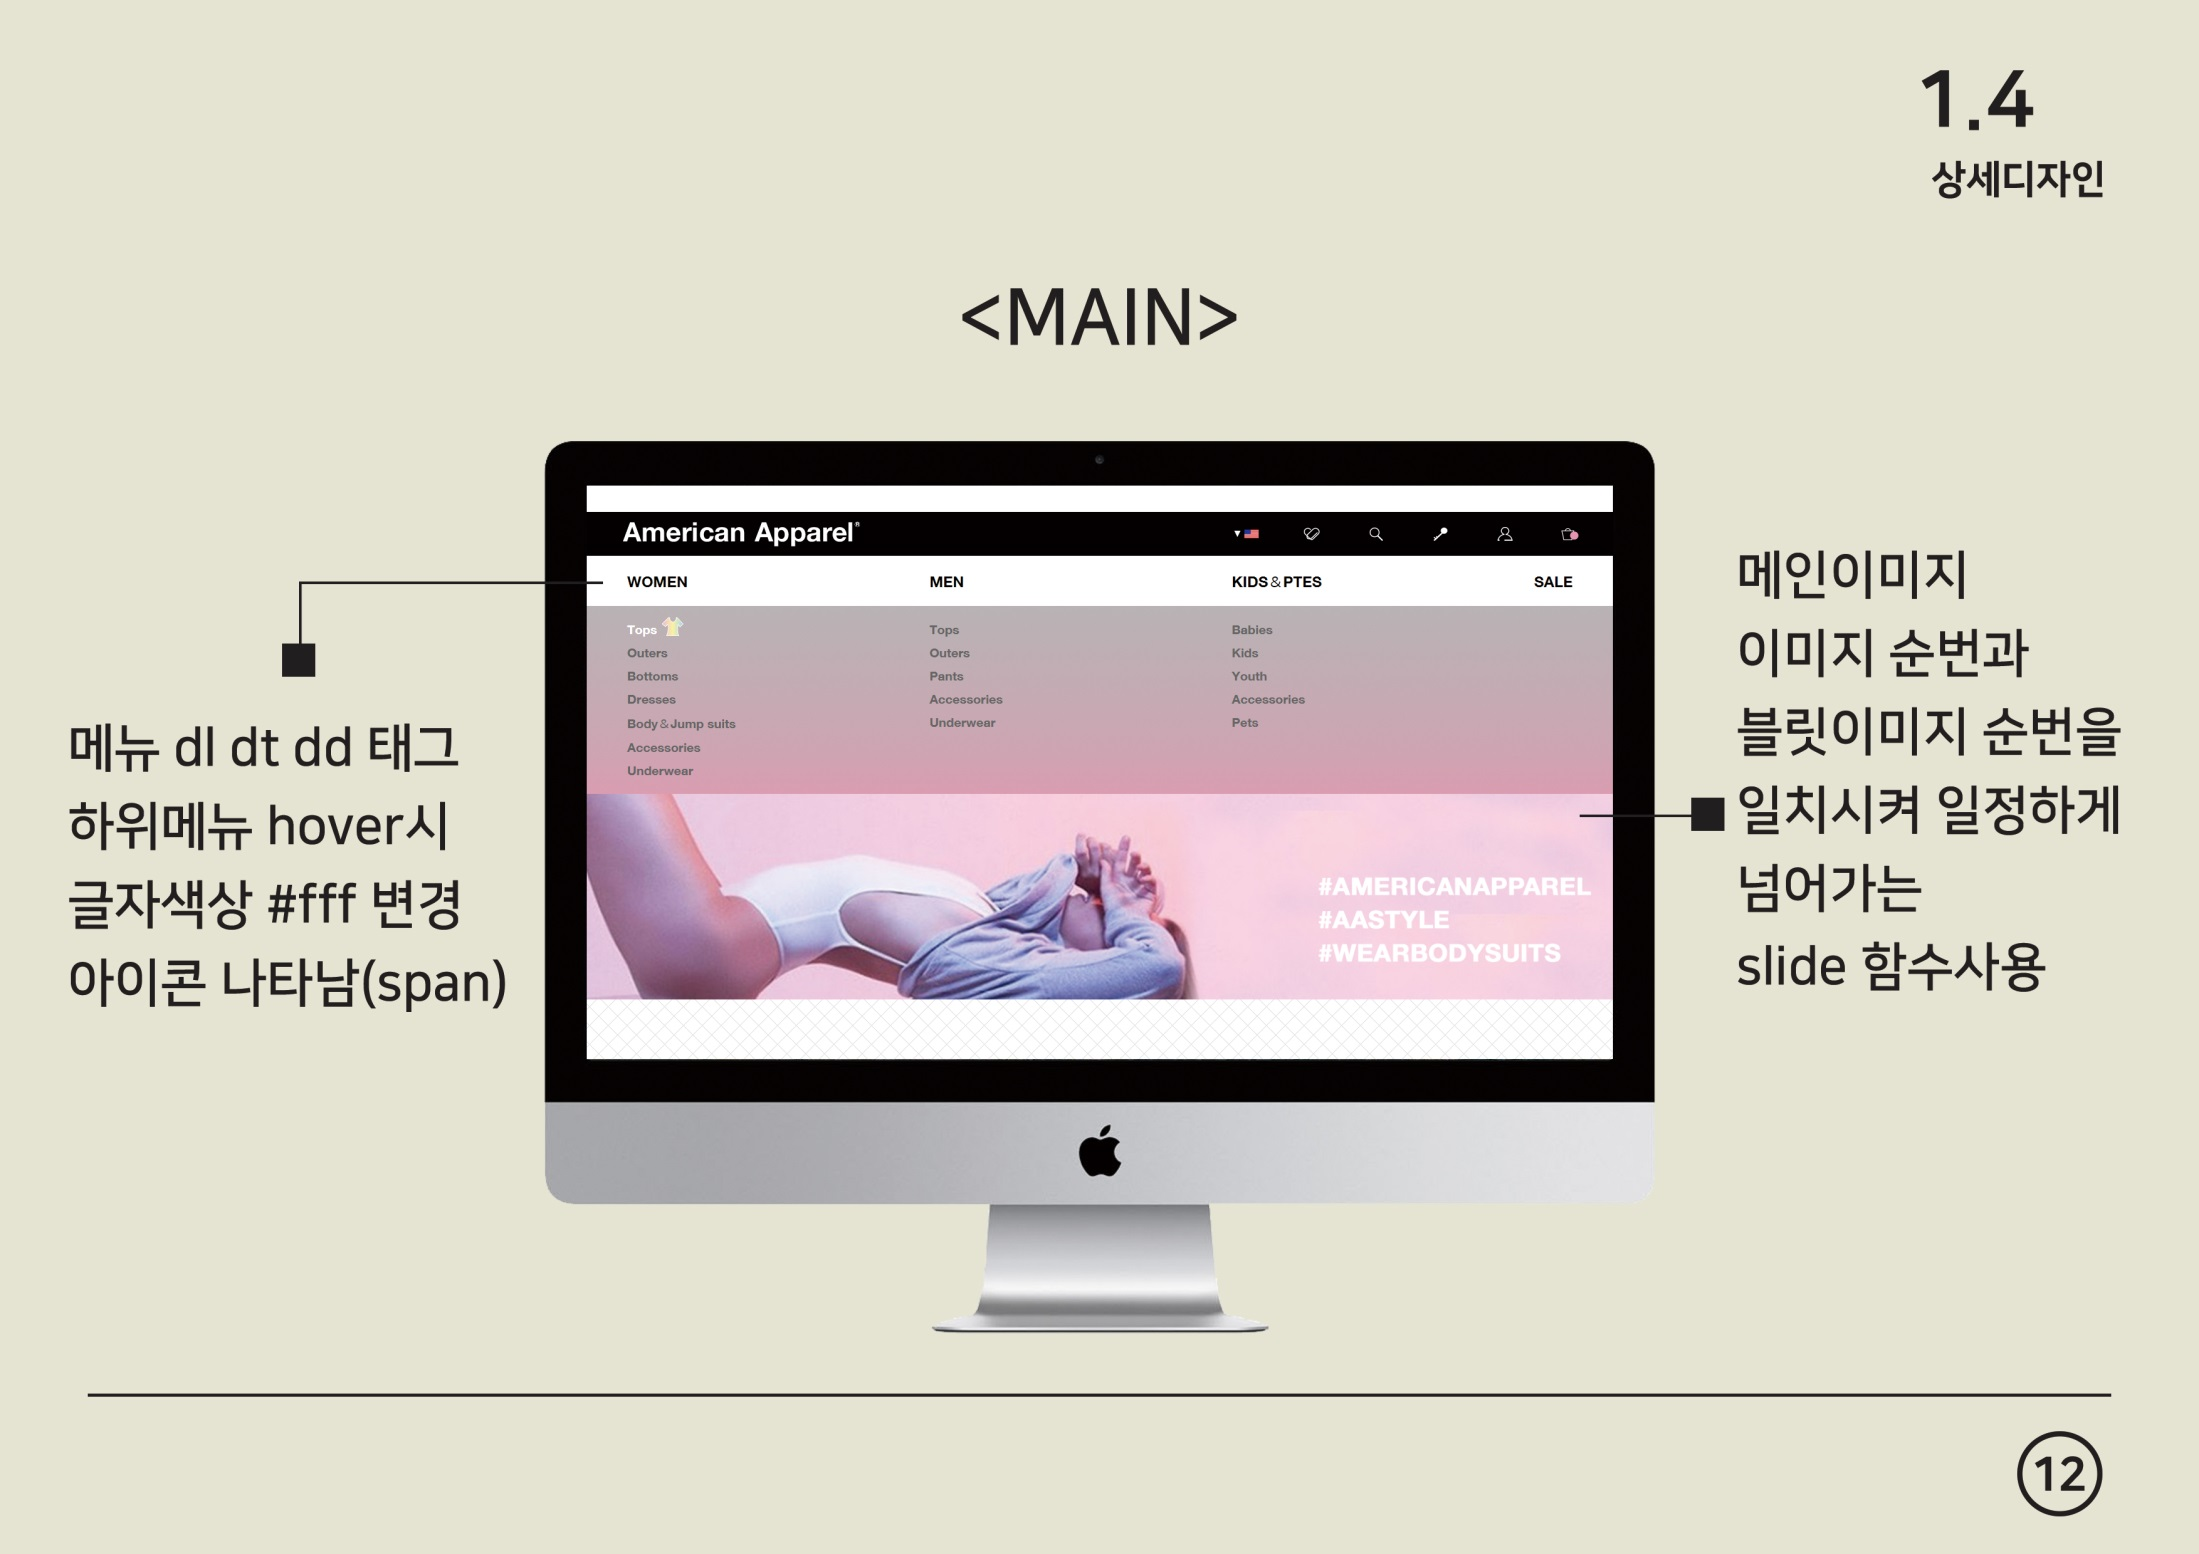 1.4
상세디자인
<MAIN>
American Apparel®
WOMEN
MEN
KIDS&PTES
SALE
Tops
Outers
Bottoms
Dresses
Body&Jump suits
Accessories
Underwear
Tops
Outers
Pants
Accessories
Underwear
Babies
Kids
Youth
Accessories
Pets
#AMERICANAPPAREL
#AASTYLE
#WEARBODYSUITS
메뉴 dl dt dd 태그
하위메뉴 hover시
글자색상 #fff 변경
아이콘 나타남(span)
메인이미지
이미지 순번과
블릿이미지 순번을
일치시켜 일정하게
넘어가는
slide 함수사용
12